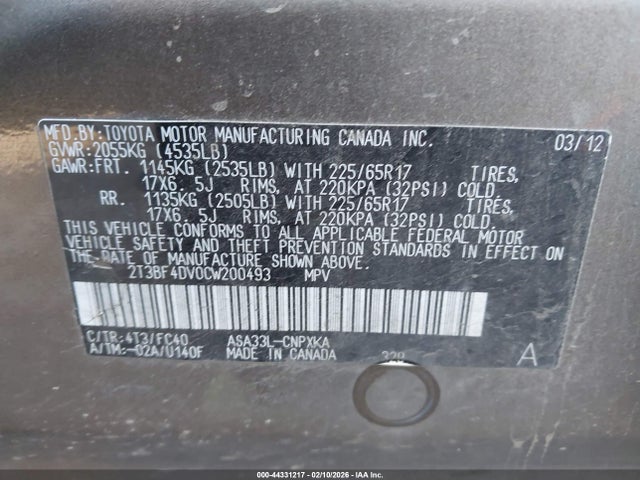 MFD.BY:TOYOTA MOTOR MANUFACTURING CANADA INC. 03/12
GVWR:2055KG (4535LB)
GAWR:FRT. 1145KG (2535LB) WITH 225/65R17 TIRES,
17X6.5J RIMS, AT 220KPA (32PSI) COLD
RR. 1135KG (2505LB) WITH 225/65R17 TIRES,
17X6.5J RIMS, AT 220KPA (32PSI) COLD
THIS VEHICLE CONFORMS TO ALL APPLICABLE FEDERAL MOTOR
VEHICLE SAFETY AND THEFT PREVENTION STANDARDS IN EFFECT ON
THE DATE OF MANUFACTURE SHOWN ABOVE.
2T3BF4DV0CW200493 MPV
C/TR:4T3/FC40 ASA33L-CNPXKA
A/TM:-02A/U140F MADE IN CANADA 329 A
000-44331217 - 02/10/2026 - WWW.IAAI.COM